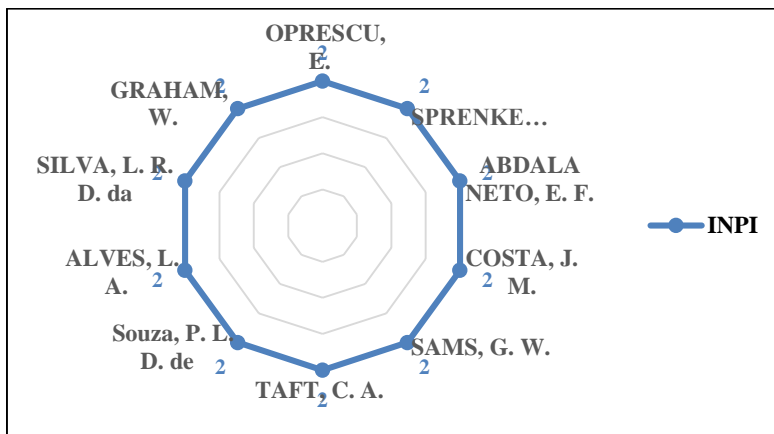 OPRESCU,
E.
2
2
SPRENKE…
ABDALA
NETO, E. F.
2
COSTA, J.
M.
2
SAMS, G. W.
2
TAFT, C. A.
2
Souza, P. L.
D. de
2
ALVES, L.
A.
2
SILVA, L. R.
D. da
2
GRAHAM,
W.
2
INPI